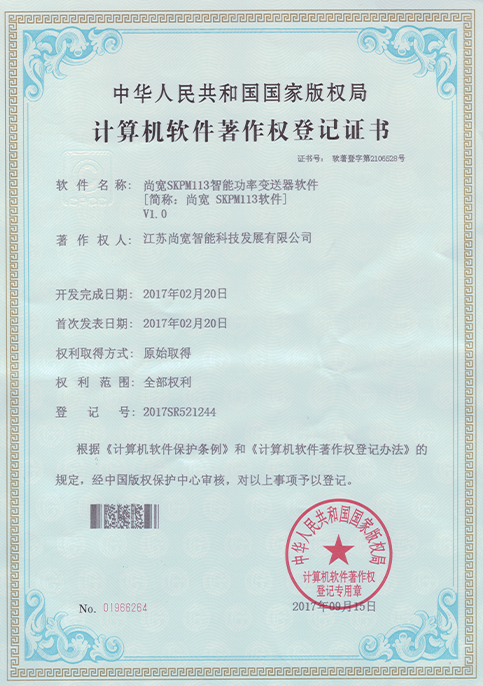 中华人民共和国国家版权局
计算机软件著作权登记证书
证书号: 软著登字第2106528号
软件名称: 尚宽SKPM113智能功率变送器软件
[简称: 尚宽 SKPM113软件]
V1.0
著作权人: 江苏尚宽智能科技发展有限公司
开发完成日期: 2017年02月20日
首次发表日期: 2017年02月20日
权利取得方式: 原始取得
权利范围: 全部权利
登记号: 2017SR521244
根据《计算机软件保护条例》和《计算机软件著作权登记办法》的
规定,经中国版权保护中心审核,对以上事项予以登记。
中华人民共和国国家版权局
计算机软件著作权
登记专用章
No. 01966264
2017年09月15日